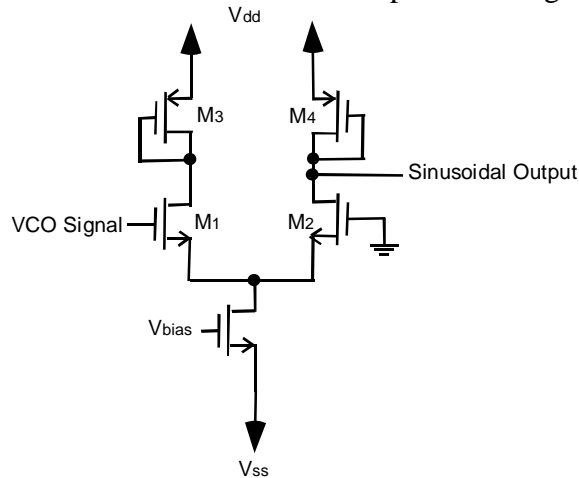 Vdd
M3
M4
Sinusoidal Output
VCO Signal
M1
M2
Vbias
Vss